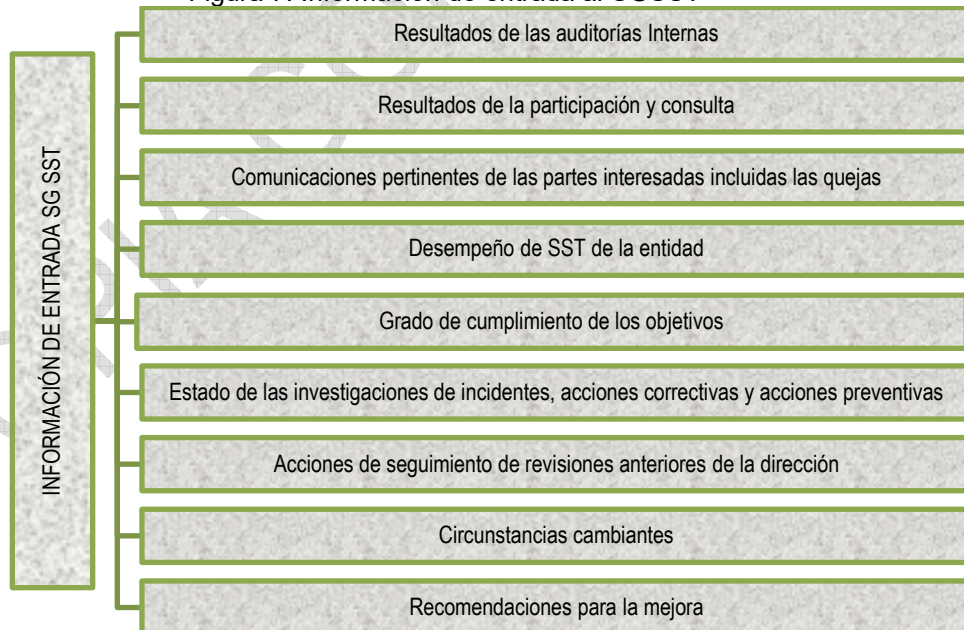 INFORMACIÓN DE ENTRADA SG SST
Resultados de las auditorías Internas
Resultados de la participación y consulta
Comunicaciones pertinentes de las partes interesadas incluidas las quejas
Desempeño de SST de la entidad
Grado de cumplimiento de los objetivos
Estado de las investigaciones de incidentes, acciones correctivas y acciones preventivas
Acciones de seguimiento de revisiones anteriores de la dirección
Circunstancias cambiantes
Recomendaciones para la mejora